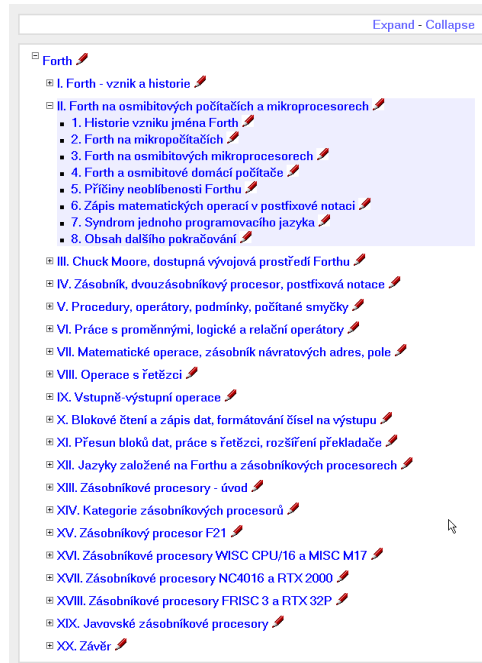 Expand - Collapse
Forth
I. Forth - vznik a historie
II. Forth na osmibitových počítačích a mikroprocesorech
1. Historie vzniku jména Forth
2. Forth na mikropočítačích
3. Forth na osmibitových mikroprocesorech
4. Forth a osmibitové domácí počítače
5. Příčiny neoblíbenosti Forthu
6. Zápis matematických operací v postfixové notaci
7. Syndrom jednoho programovacího jazyka
8. Obsah dalšího pokračování
III. Chuck Moore, dostupná vývojová prostředí Forthu
IV. Zásobník, dvouzásobníkový procesor, postfixová notace
V. Procedury, operátory, podmínky, počítané smyčky
VI. Práce s proměnnými, logické a relační operátory
VII. Matematické operace, zásobník návratových adres, pole
VIII. Operace s řetězci
IX. Vstupně-výstupní operace
X. Blokové čtení a zápis dat, formátování čísel na výstupu
XI. Přesun bloků dat, práce s řetězci, rozšíření překladače
XII. Jazyky založené na Forthu a zásobníkových procesorech
XIII. Zásobníkové procesory - úvod
XIV. Kategorie zásobníkových procesorů
XV. Zásobníkový procesor F21
XVI. Zásobníkové procesory WISC CPU/16 a MISC M17
XVII. Zásobníkové procesory NC4016 a RTX 2000
XVIII. Zásobníkové procesory FRISC 3 a RTX 32P
XIX. Javovské zásobníkové procesory
XX. Závěr